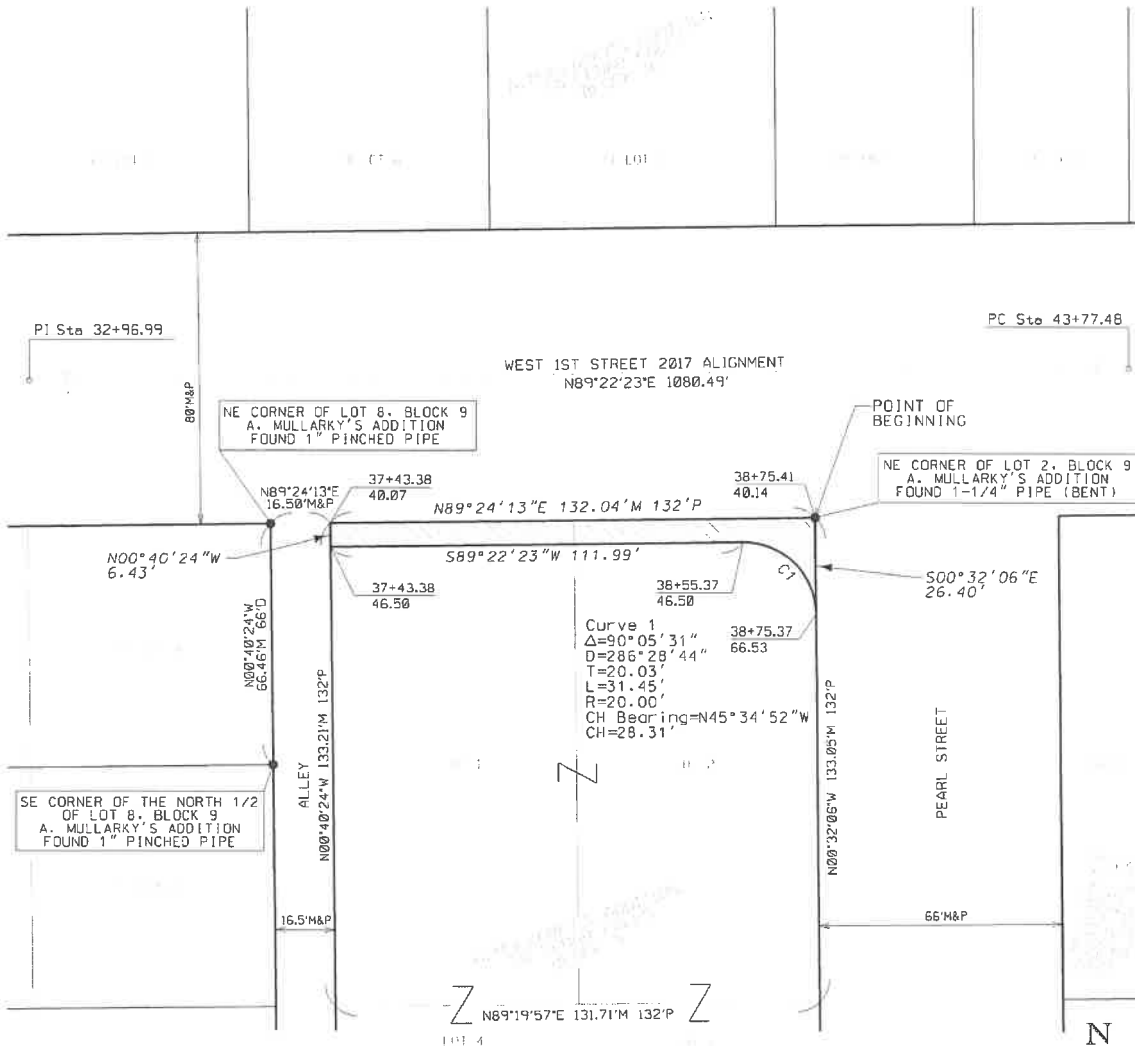 LOT
PI Sta 32+96.99
PC Sta 43+77.48
80'M&P
WEST 1ST STREET 2017 ALIGNMENT
N89°22'23"E 1080.49'
NE CORNER OF LOT 8, BLOCK 9
A. MULLARKY'S ADDITION
FOUND 1" PINCHED PIPE
POINT OF
BEGINNING
NE CORNER OF LOT 2, BLOCK 9
A. MULLARKY'S ADDITION
FOUND 1-1/4" PIPE (BENT)
N89°24'13"E
16.50'M&P
37+43.38
40.07
38+75.41
40.14
N89°24'13"E 132.04'M 132'P
N00°40'24"W
6.43'
S89°22'23"W 111.99'
C1
S00°32'06"E
26.40'
37+43.38
46.50
38+55.37
46.50
38+75.37
66.53
Curve 1
Δ=90°05'31"
D=286°28'44"
T=20.03'
L=31.45'
R=20.00'
CH Bearing=N45°34'52"W
CH=28.31'
N00°40'24"W
66.46'M 66'D
ALLEY
N00°40'24"W 133.21'M 132'P
N00°32'06"W 133.05'M 132'P
PEARL STREET
SE CORNER OF THE NORTH 1/2
OF LOT 8, BLOCK 9
A. MULLARKY'S ADDITION
FOUND 1" PINCHED PIPE
16.5'M&P
66'M&P
N89°19'57"E 131.71'M 132'P
LOT 4
N